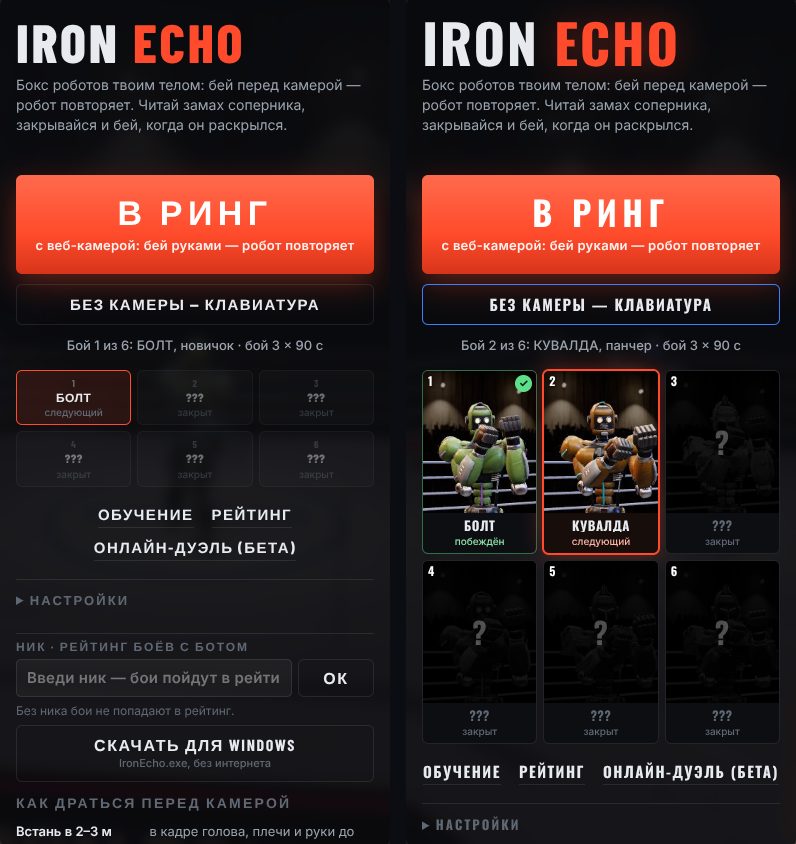 IRON ECHO
Бокс роботов твоим телом: бей перед камерой —
робот повторяет. Читай замах соперника,
закрывайся и бей, когда он раскрылся.
В РИНГ
с веб-камерой: бей руками — робот повторяет
БЕЗ КАМЕРЫ – КЛАВИАТУРА
Бой 1 из 6: БОЛТ, новичок · бой 3 × 90 с
1
БОЛТ
следующий
2
???
закрыт
3
???
закрыт
4
???
закрыт
5
???
закрыт
6
???
закрыт
ОБУЧЕНИЕ РЕЙТИНГ
ОНЛАЙН-ДУЭЛЬ (БЕТА)
▶ НАСТРОЙКИ
НИК · РЕЙТИНГ БОЁВ С БОТОМ
Введи ник — бои пойдут в рейти
ОК
Без ника бои не попадают в рейтинг.
СКАЧАТЬ ДЛЯ WINDOWS
IronEcho.exe, без интернета
КАК ДРАТЬСЯ ПЕРЕД КАМЕРОЙ
Встань в 2–3 м в кадре голова, плечи и руки до
IRON ECHO
Бокс роботов твоим телом: бей перед камерой —
робот повторяет. Читай замах соперника,
закрывайся и бей, когда он раскрылся.
В РИНГ
с веб-камерой: бей руками — робот повторяет
БЕЗ КАМЕРЫ — КЛАВИАТУРА
Бой 2 из 6: КУВАЛДА, панчер · бой 3 × 90 с
1
БОЛТ
побеждён
2
КУВАЛДА
следующий
3
?
???
закрыт
4
?
???
закрыт
5
?
???
закрыт
6
?
???
закрыт
ОБУЧЕНИЕ РЕЙТИНГ ОНЛАЙН-ДУЭЛЬ (БЕТА)
▶ НАСТРОЙКИ